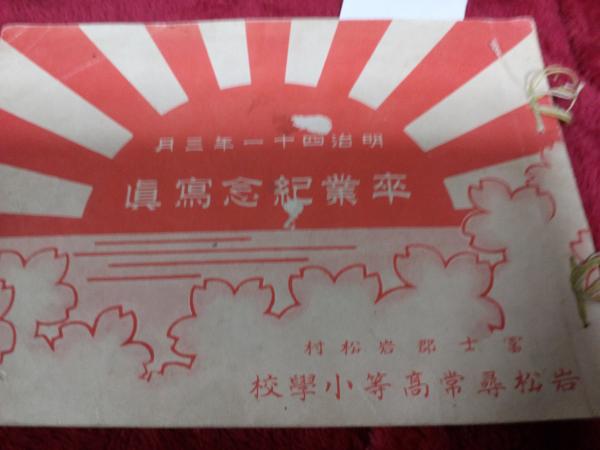 明治四十一年三月
卒業紀念寫眞
富士郡岩松村
岩松尋常高等小學校